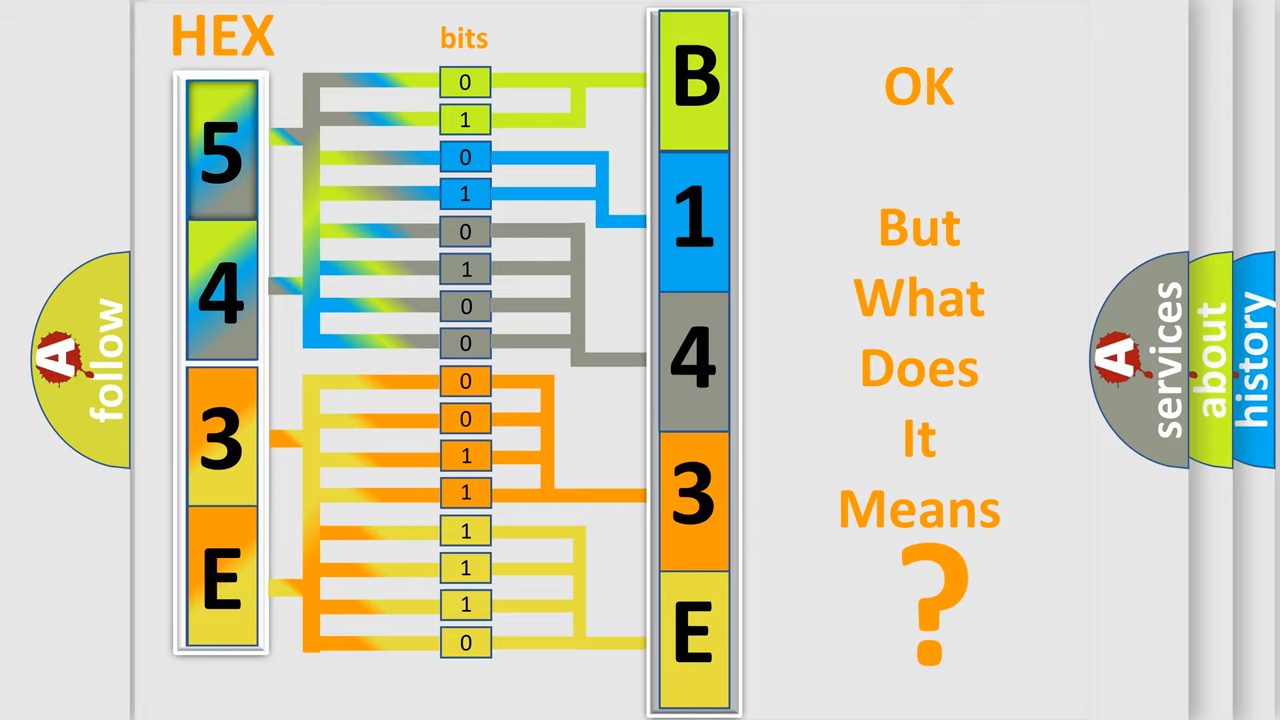 HEX
bits
5
4
3
E
0
1
0
1
0
1
0
0
0
0
1
1
1
1
1
0
B
1
4
3
E
OK
But
What
Does
It
Means
?
A
follow
A
services
about
history